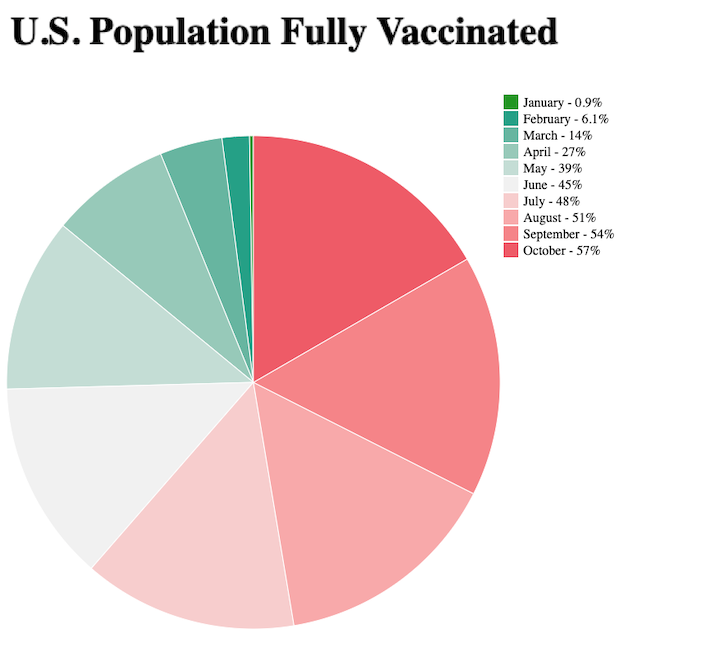 U.S. Population Fully Vaccinated
January - 0.9%
February - 6.1%
March - 14%
April - 27%
May - 39%
June - 45%
July - 48%
August - 51%
September - 54%
October - 57%